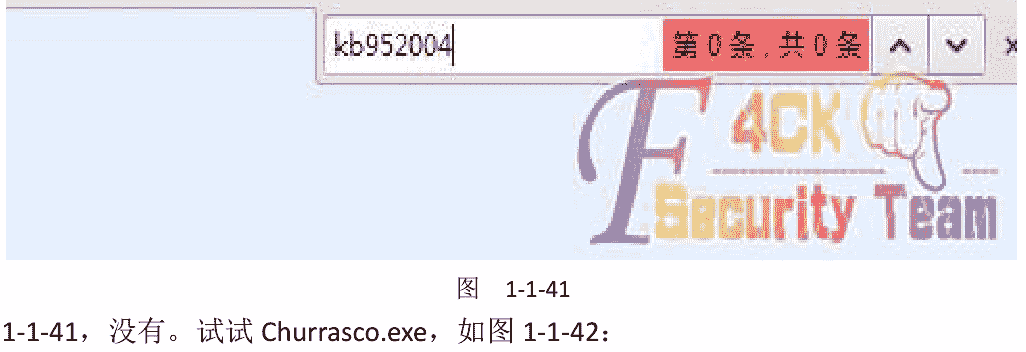 kb952004 第 0 条，共 0 条
F4CK
Security Team
图 1-1-41
1-1-41，没有。试试 Churrasco.exe，如图 1-1-42：